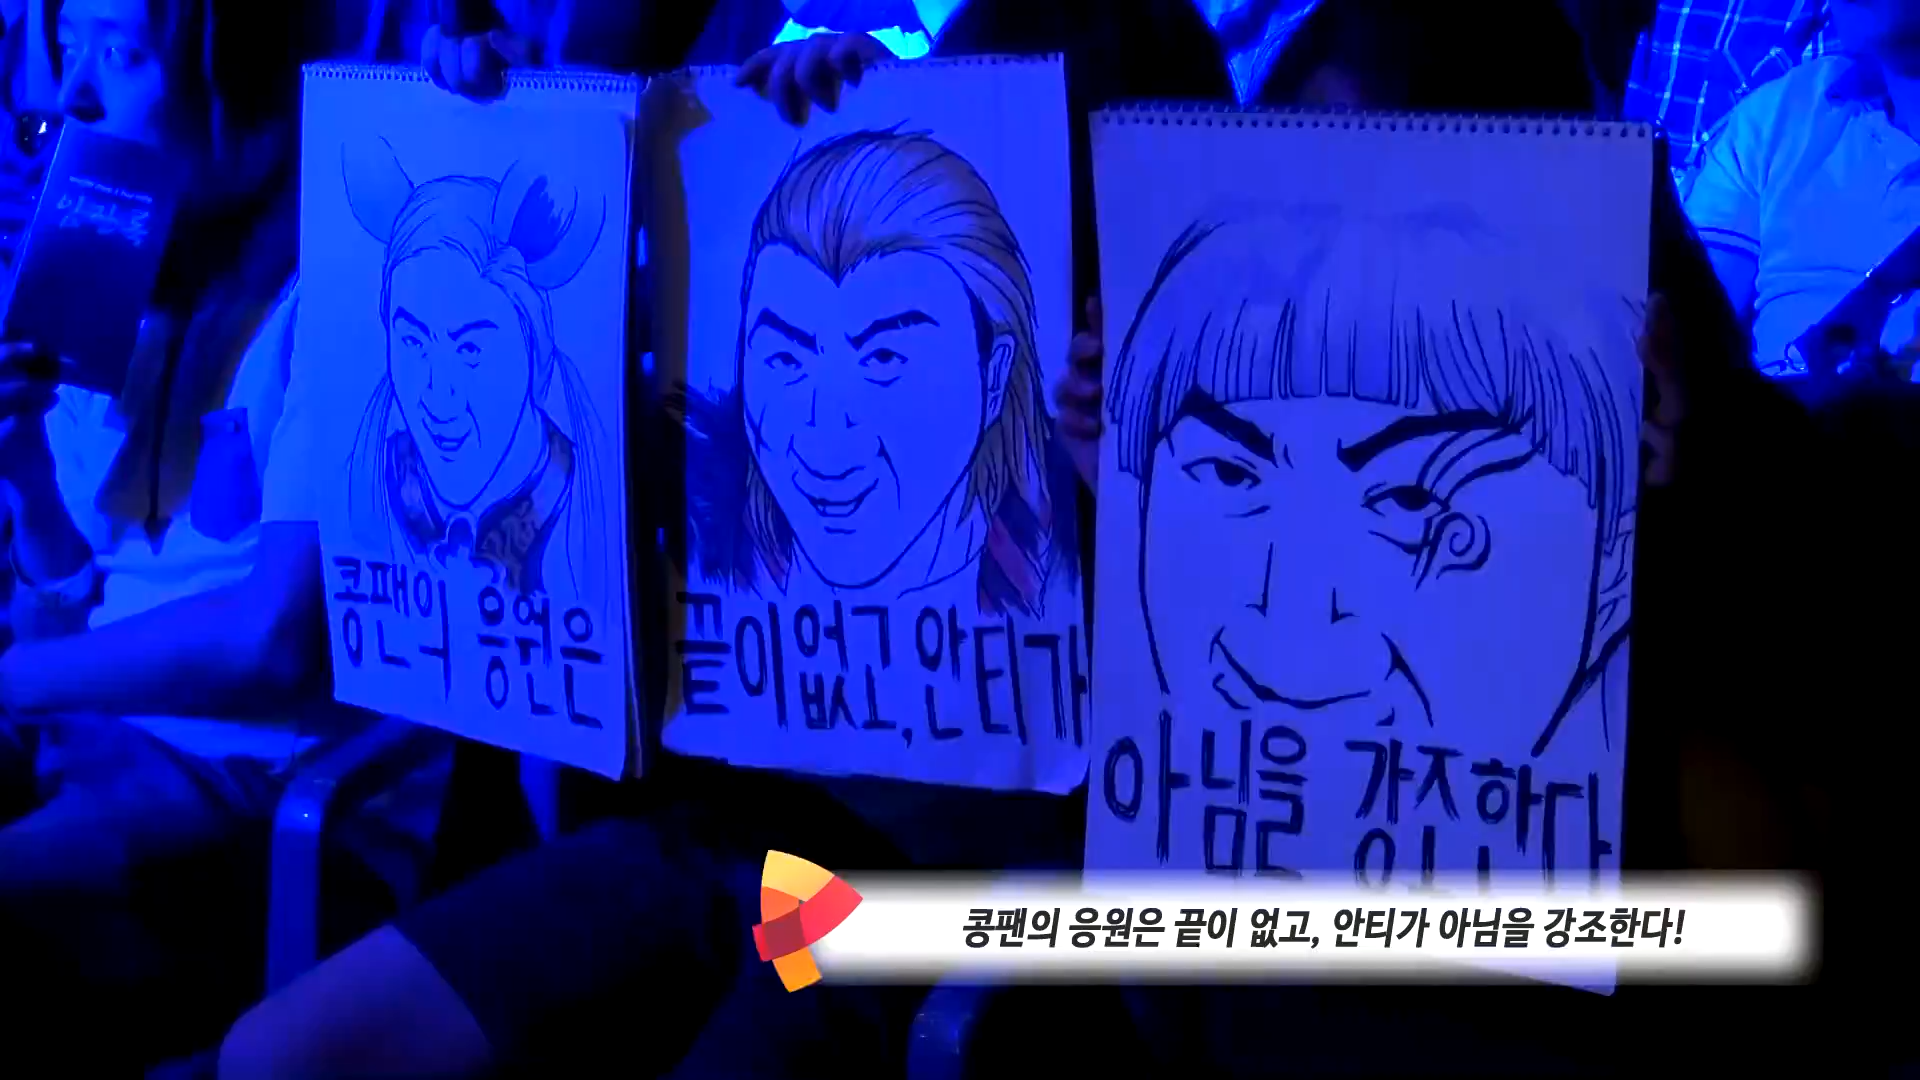 콩팬의 응원은
끝이 없고, 안티가
아님을 강조한다
콩팬의 응원은 끝이 없고, 안티가 아님을 강조한다!